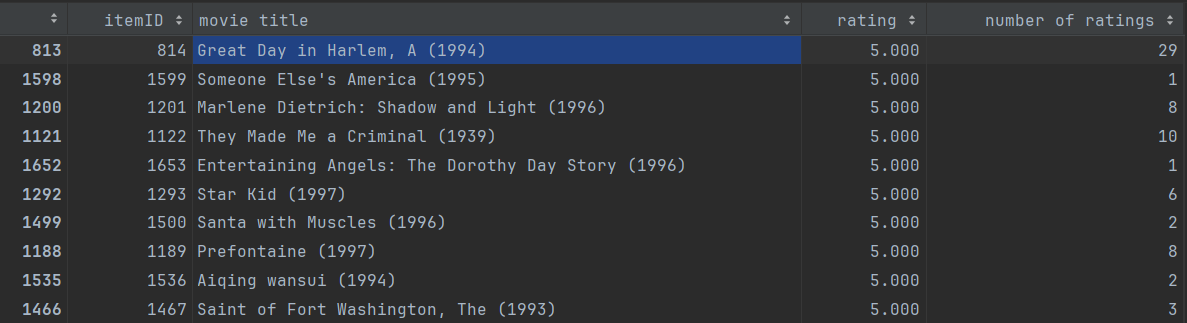 itemID movie title rating number of ratings
813 814 Great Day in Harlem, A (1994) 5.000 29
1598 1599 Someone Else's America (1995) 5.000 1
1200 1201 Marlene Dietrich: Shadow and Light (1996) 5.000 8
1121 1122 They Made Me a Criminal (1939) 5.000 10
1652 1653 Entertaining Angels: The Dorothy Day Story (1996) 5.000 1
1292 1293 Star Kid (1997) 5.000 6
1499 1500 Santa with Muscles (1996) 5.000 2
1188 1189 Prefontaine (1997) 5.000 8
1535 1536 Aiqing wansui (1994) 5.000 2
1466 1467 Saint of Fort Washington, The (1993) 5.000 3